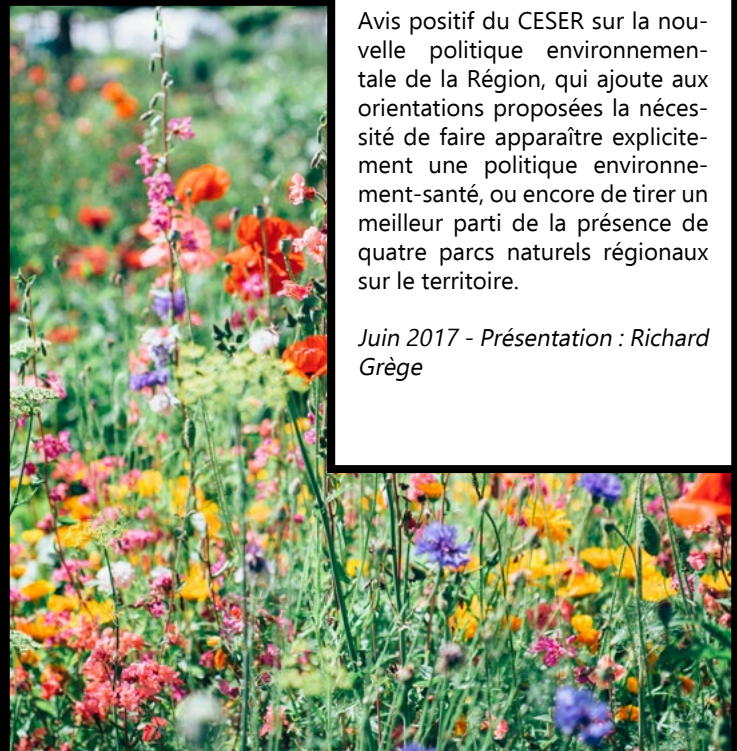 Avis positif du CESER sur la nou-
velle politique environnemen-
tale de la Région, qui ajoute aux
orientations proposées la néces-
sité de faire apparaître explicite-
ment une politique environne-
ment-santé, ou encore de tirer un
meilleur parti de la présence de
quatre parcs naturels régionaux
sur le territoire.
Juin 2017 - Présentation : Richard
Grège